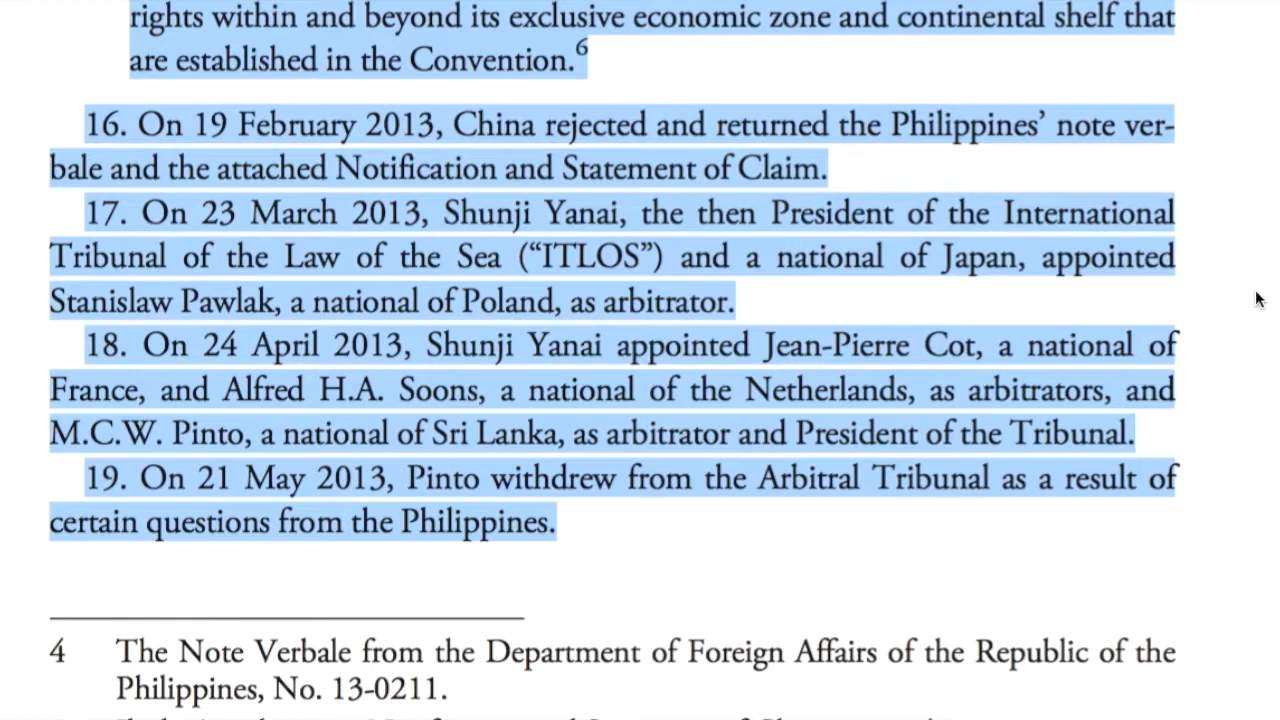 rights within and beyond its exclusive economic zone and continental shelf that
are established in the Convention.6
16. On 19 February 2013, China rejected and returned the Philippines’ note ver-
bale and the attached Notification and Statement of Claim.
17. On 23 March 2013, Shunji Yanai, the then President of the International
Tribunal of the Law of the Sea (“ITLOS”) and a national of Japan, appointed
Stanislaw Pawlak, a national of Poland, as arbitrator.
18. On 24 April 2013, Shunji Yanai appointed Jean-Pierre Cot, a national of
France, and Alfred H.A. Soons, a national of the Netherlands, as arbitrators, and
M.C.W. Pinto, a national of Sri Lanka, as arbitrator and President of the Tribunal.
19. On 21 May 2013, Pinto withdrew from the Arbitral Tribunal as a result of
certain questions from the Philippines.
4 The Note Verbale from the Department of Foreign Affairs of the Republic of the
Philippines, No. 13-0211.